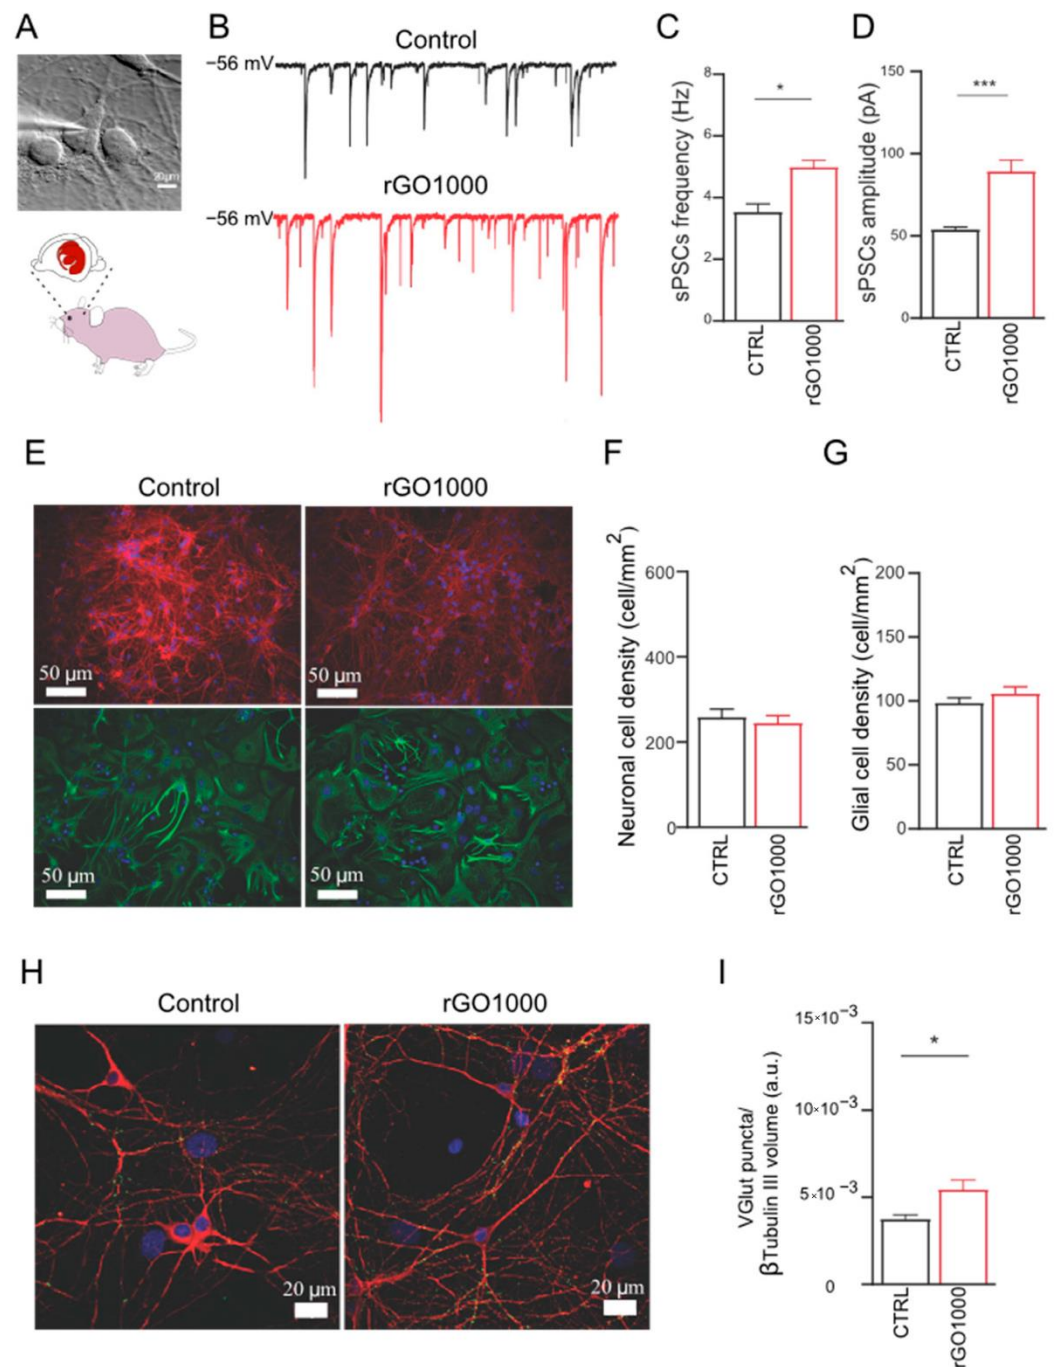 A
B
C
D
Control
−56 mV
rGO1000
−56 mV
20µm
sPSCs frequency (Hz)
8
6
4
2
0
*
CTRL
rGO1000
sPSCs amplitude (pA)
150
100
50
0
***
CTRL
rGO1000
E
F
G
Control
rGO1000
50 µm
50 µm
50 µm
50 µm
Neuronal cell density (cell/mm2)
600
400
200
0
CTRL
rGO1000
Glial cell density (cell/mm2)
200
150
100
50
0
CTRL
rGO1000
H
I
Control
rGO1000
20 µm
20 µm
VGlut puncta/
βTubulin III volume (a.u.)
15×10−3
10×10−3
5×10−3
0
*
CTRL
rGO1000